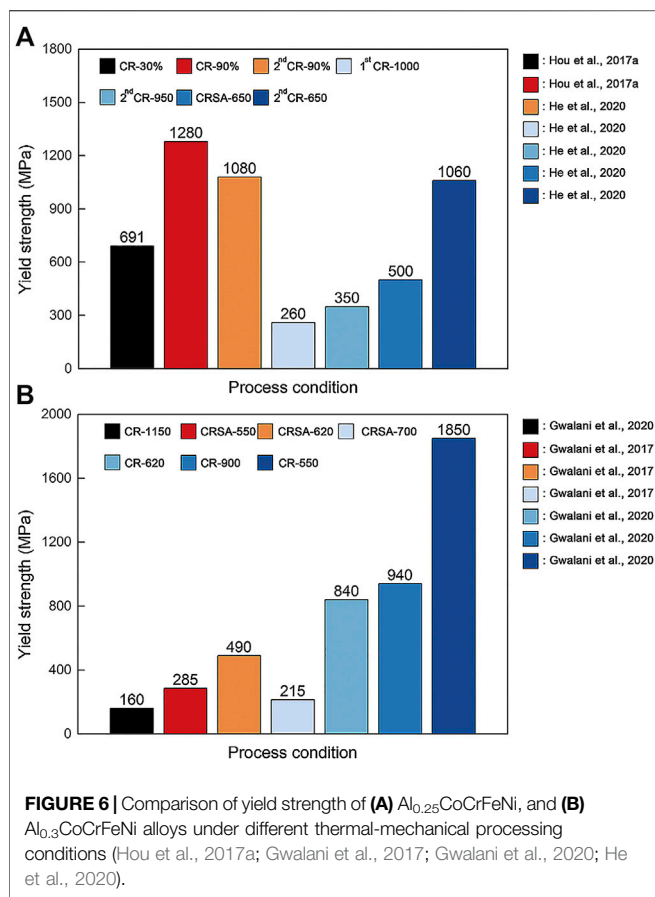 A
1800
1500
1200
900
600
300
0
Yield strength (MPa)
CR-30% CR-90% 2nd CR-90% 1st CR-1000
2nd CR-950 CRSA-650 2nd CR-650
691
1280
1080
260
350
500
1060
Process condition
: Hou et al., 2017a
: Hou et al., 2017a
: He et al., 2020
: He et al., 2020
: He et al., 2020
: He et al., 2020
: He et al., 2020
B
2000
1600
1200
800
400
0
Yield strength (MPa)
CR-1150 CRSA-550 CRSA-620 CRSA-700
CR-620 CR-900 CR-550
160
285
490
215
840
940
1850
Process condition
: Gwalani et al., 2020
: Gwalani et al., 2017
: Gwalani et al., 2017
: Gwalani et al., 2017
: Gwalani et al., 2020
: Gwalani et al., 2020
: Gwalani et al., 2020
FIGURE 6 | Comparison of yield strength of (A) Al0.25CoCrFeNi, and (B)
Al0.3CoCrFeNi alloys under different thermal-mechanical processing
conditions (Hou et al., 2017a; Gwalani et al., 2017; Gwalani et al., 2020; He
et al., 2020).